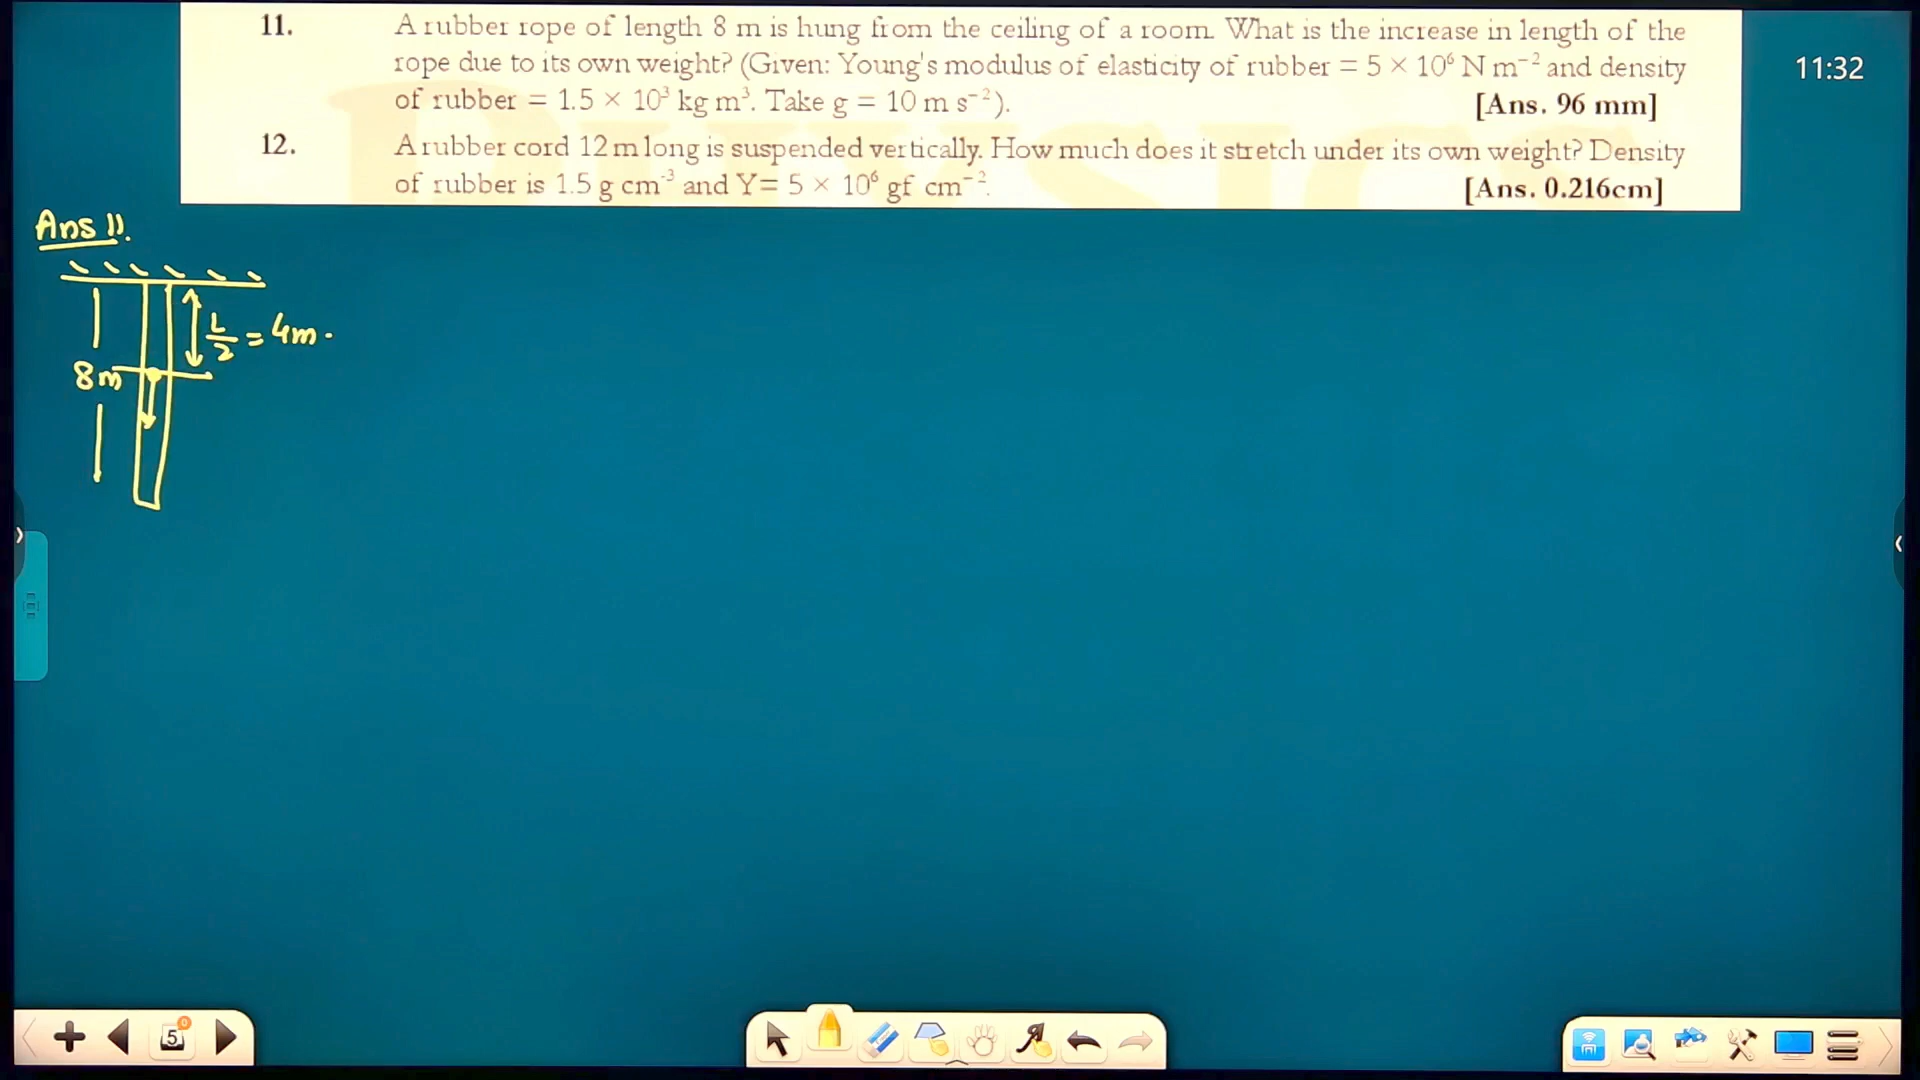 11. A rubber rope of length 8 m is hung from the ceiling of a room. What is the increase in length of the
rope due to its own weight? (Given: Young's modulus of elasticity of rubber = 5 × 10⁶ N m⁻² and density
of rubber = 1.5 × 10³ kg m³. Take g = 10 m s⁻²). [Ans. 96 mm]
12. A rubber cord 12 m long is suspended vertically. How much does it stretch under its own weight? Density
of rubber is 1.5 g cm⁻³ and Y= 5 × 10⁶ gf cm⁻². [Ans. 0.216cm]
11:32
Ans 11.
L/2 = 4m.
8m
5
0